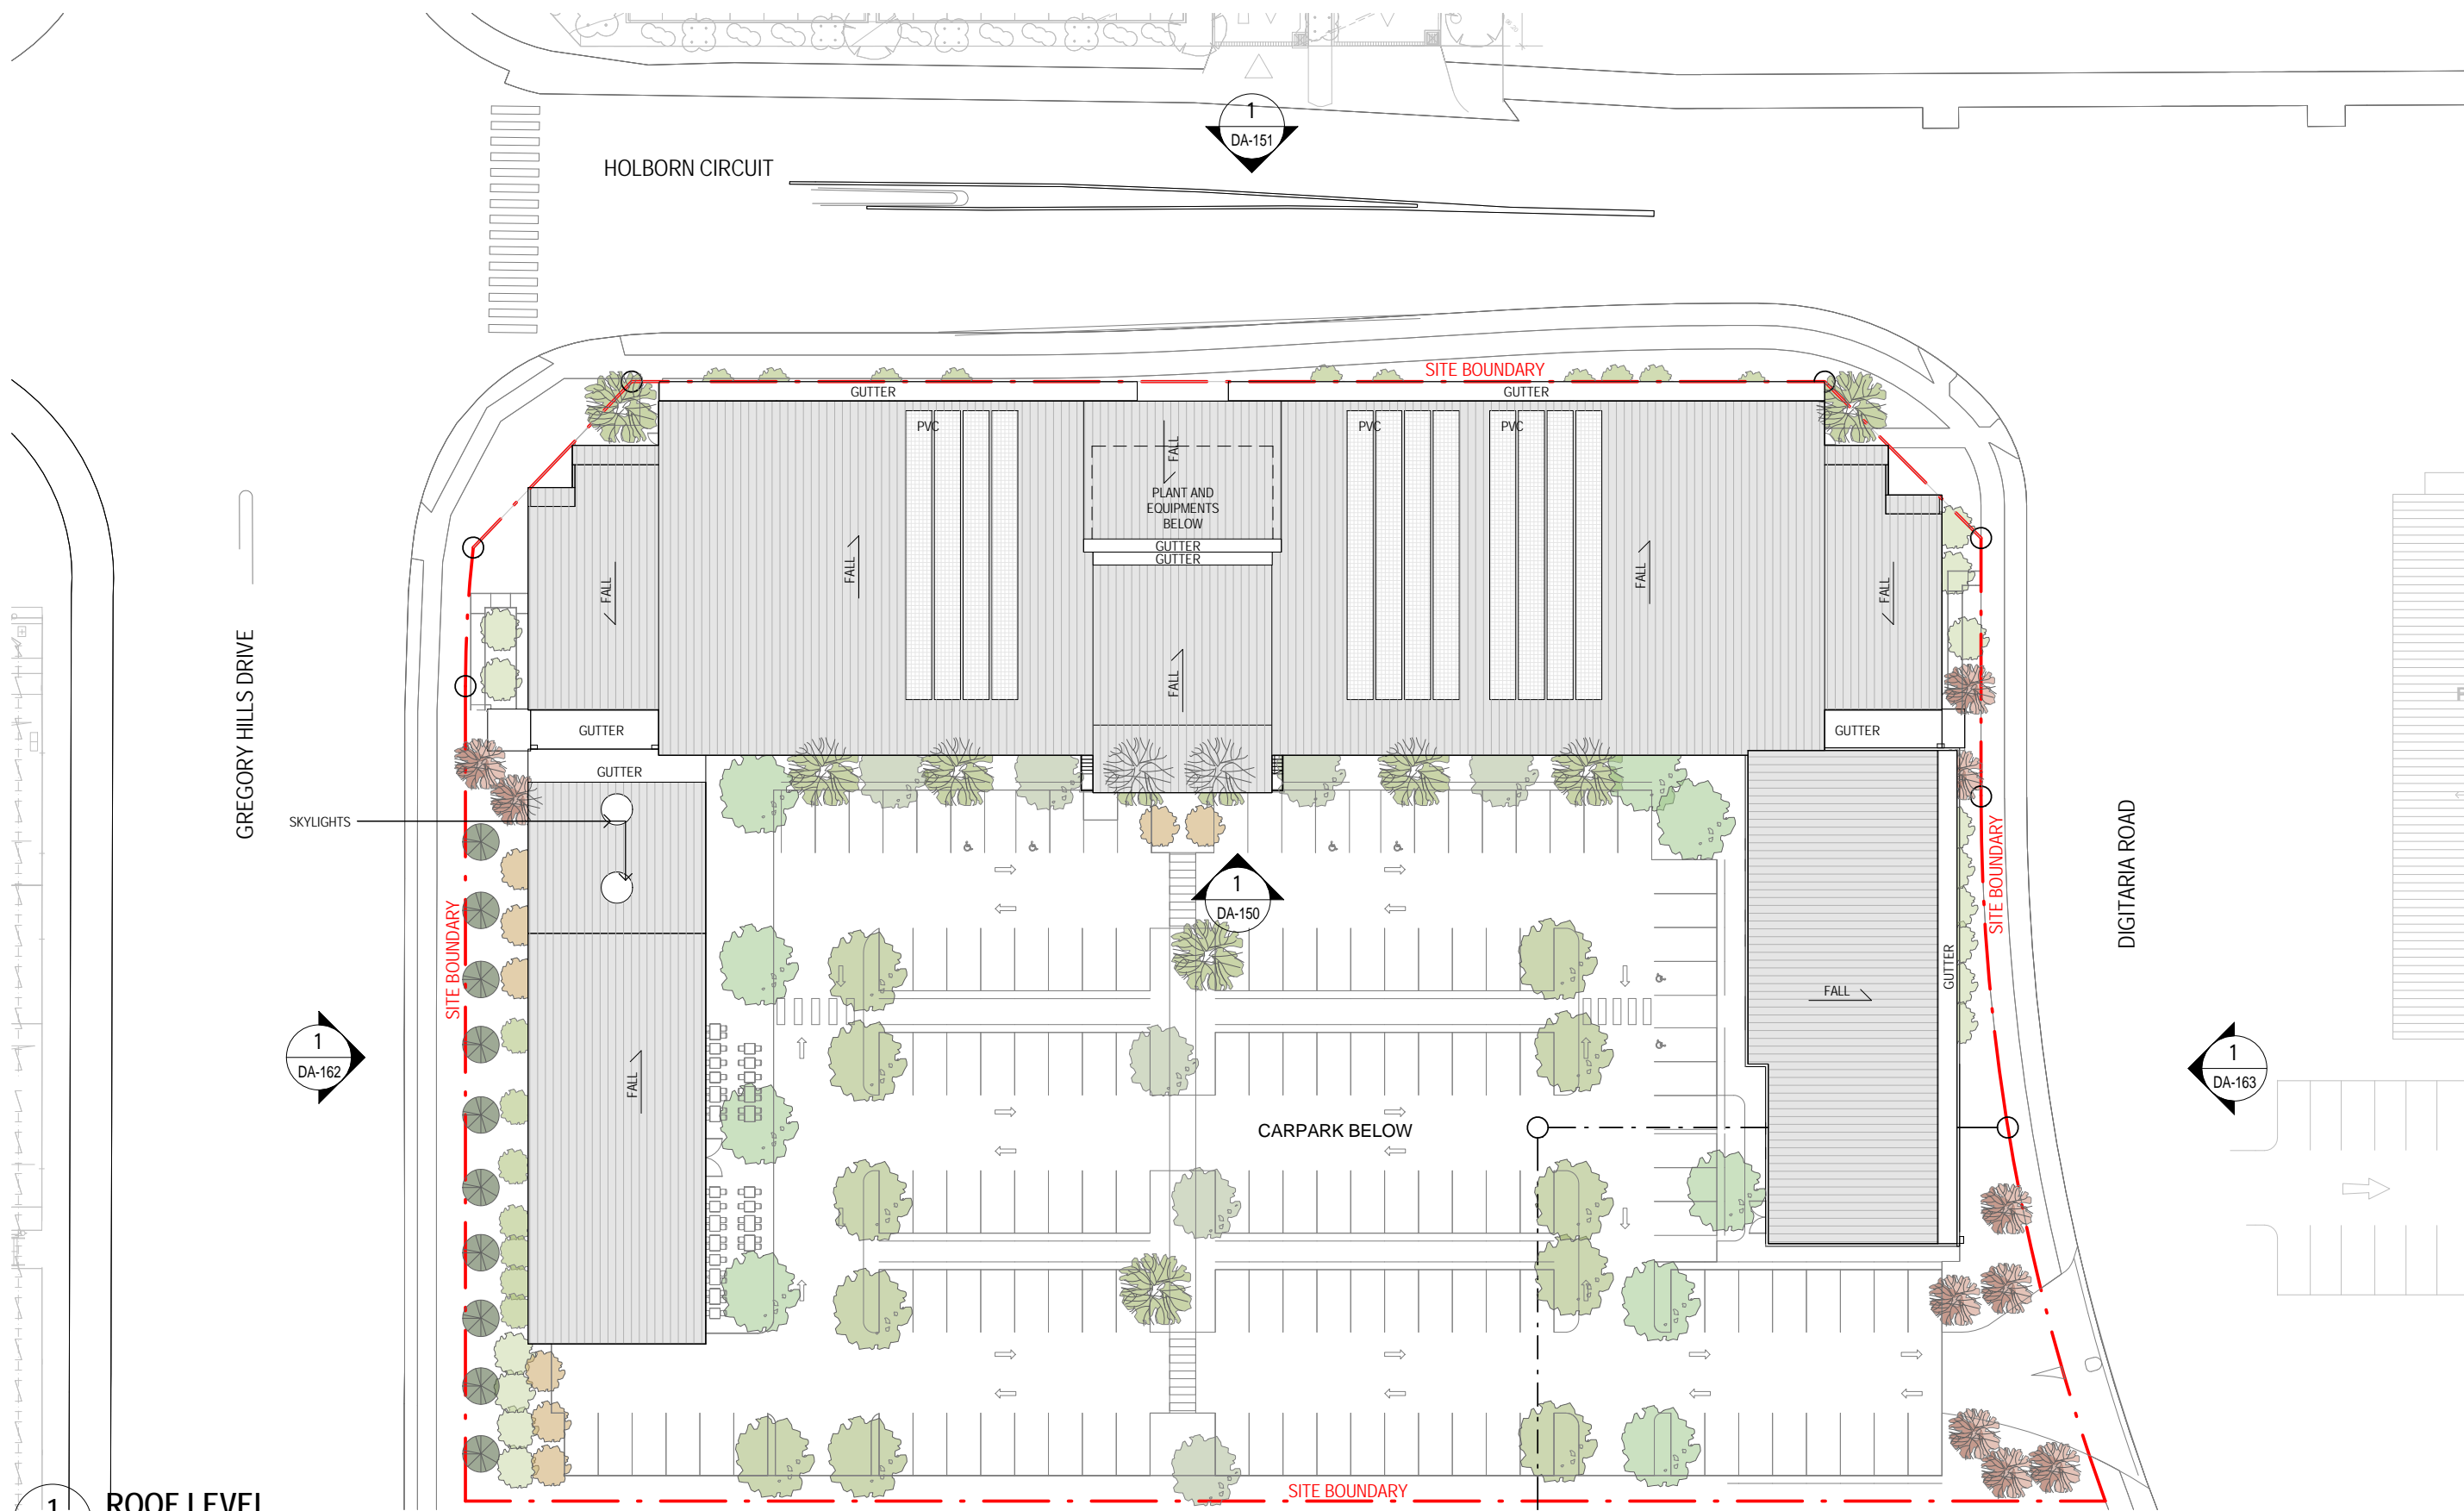 1
DA-151
HOLBORN CIRCUIT
SITE BOUNDARY
GUTTER
GUTTER
PVC
PVC
PVC
FALL
PLANT AND
EQUIPMENTS
BELOW
GUTTER
GUTTER
FALL
FALL
FALL
FALL
FALL
GREGORY HILLS DRIVE
GUTTER
GUTTER
GUTTER
SKYLIGHTS
SITE BOUNDARY
1
DA-150
SITE BOUNDARY
DIGITARIA ROAD
GUTTER
FALL
1
DA-162
FALL
1
DA-163
CARPARK BELOW
SITE BOUNDARY
1
ROOF LEVEL